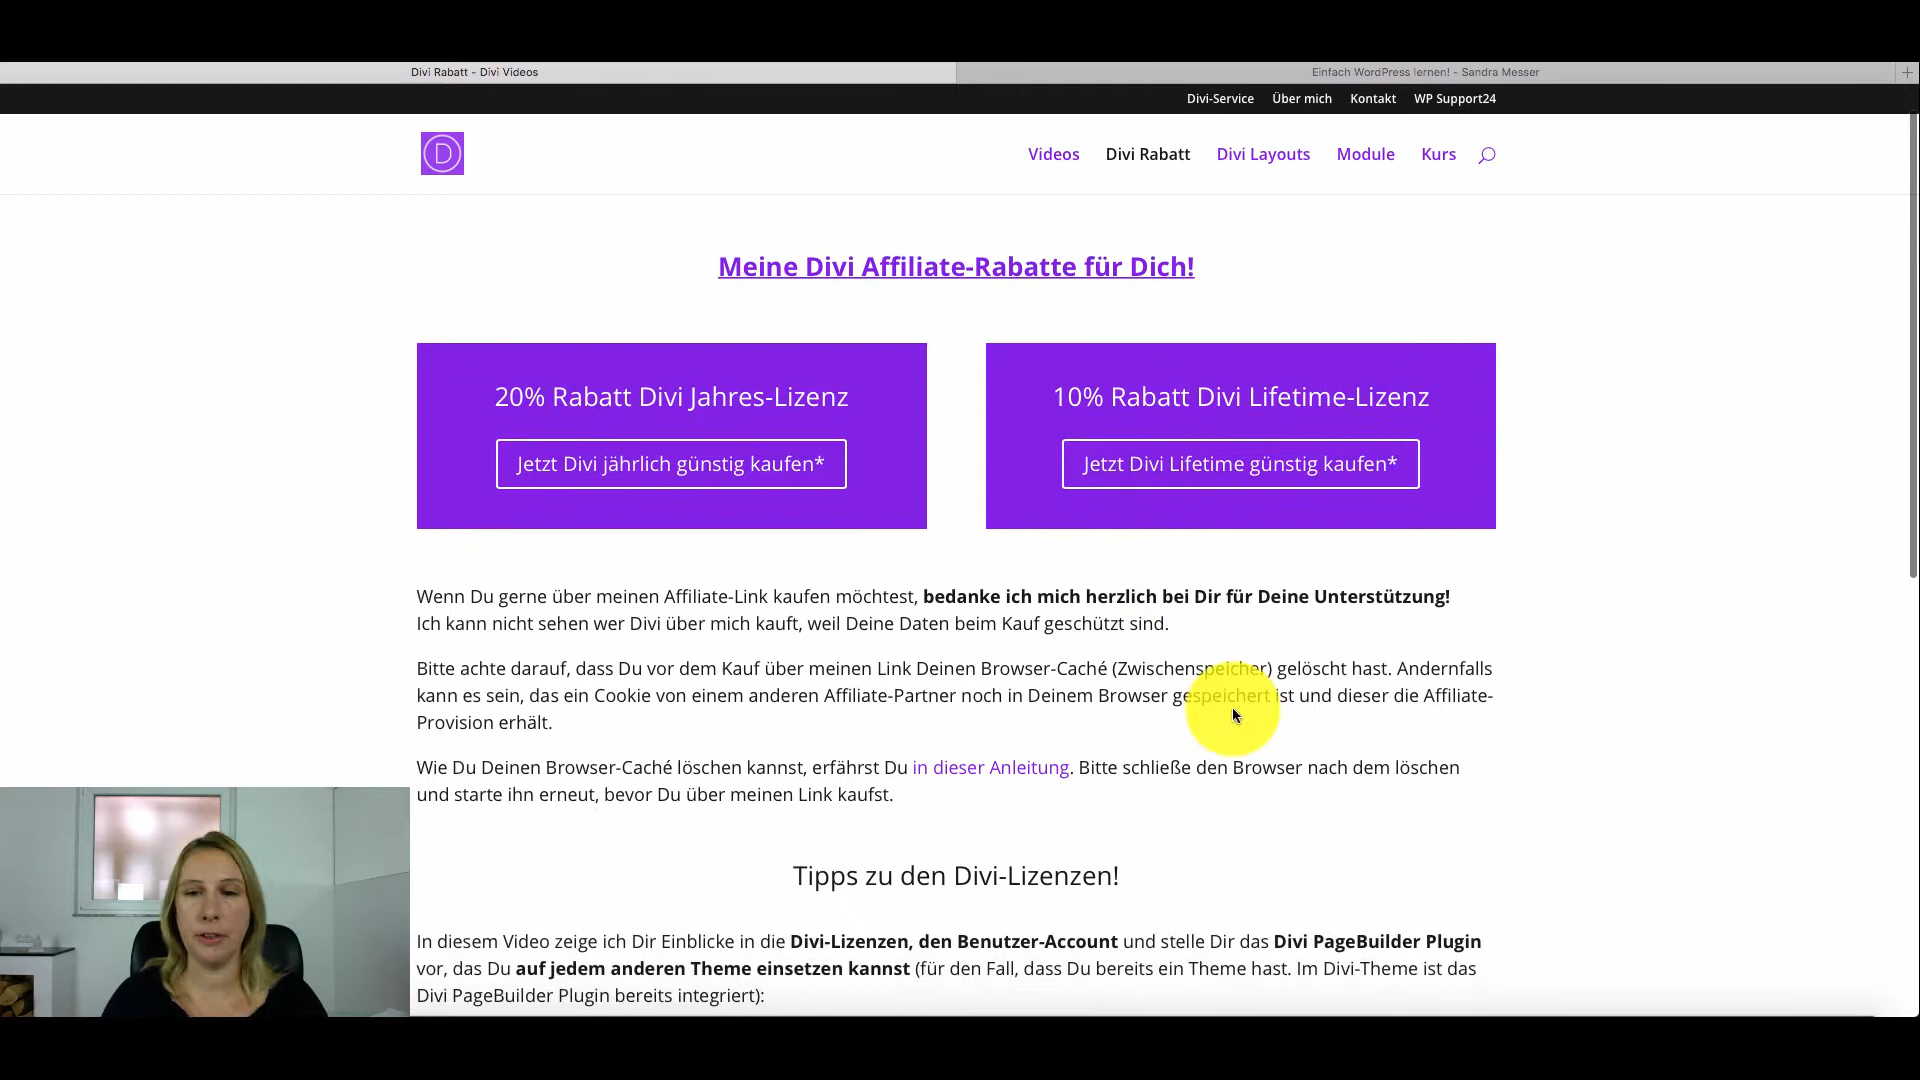 Divi Rabatt - Divi Videos
Einfach WordPress lernen! - Sandra Messer
Divi-Service
Über mich
Kontakt
WP Support24
D
Videos
Divi Rabatt
Divi Layouts
Module
Kurs
Meine Divi Affiliate-Rabatte für Dich!
20% Rabatt Divi Jahres-Lizenz
Jetzt Divi jährlich günstig kaufen*
10% Rabatt Divi Lifetime-Lizenz
Jetzt Divi Lifetime günstig kaufen*
Wenn Du gerne über meinen Affiliate-Link kaufen möchtest, bedanke ich mich herzlich bei Dir für Deine Unterstützung!
Ich kann nicht sehen wer Divi über mich kauft, weil Deine Daten beim Kauf geschützt sind.
Bitte achte darauf, dass Du vor dem Kauf über meinen Link Deinen Browser-Caché (Zwischenspeicher) gelöscht hast. Andernfalls
kann es sein, das ein Cookie von einem anderen Affiliate-Partner noch in Deinem Browser gespeichert ist und dieser die Affiliate-
Provision erhält.
Wie Du Deinen Browser-Caché löschen kannst, erfährst Du in dieser Anleitung. Bitte schließe den Browser nach dem löschen
und starte ihn erneut, bevor Du über meinen Link kaufst.
Tipps zu den Divi-Lizenzen!
In diesem Video zeige ich Dir Einblicke in die Divi-Lizenzen, den Benutzer-Account und stelle Dir das Divi PageBuilder Plugin
vor, das Du auf jedem anderen Theme einsetzen kannst (für den Fall, dass Du bereits ein Theme hast. Im Divi-Theme ist das
Divi PageBuilder Plugin bereits integriert):